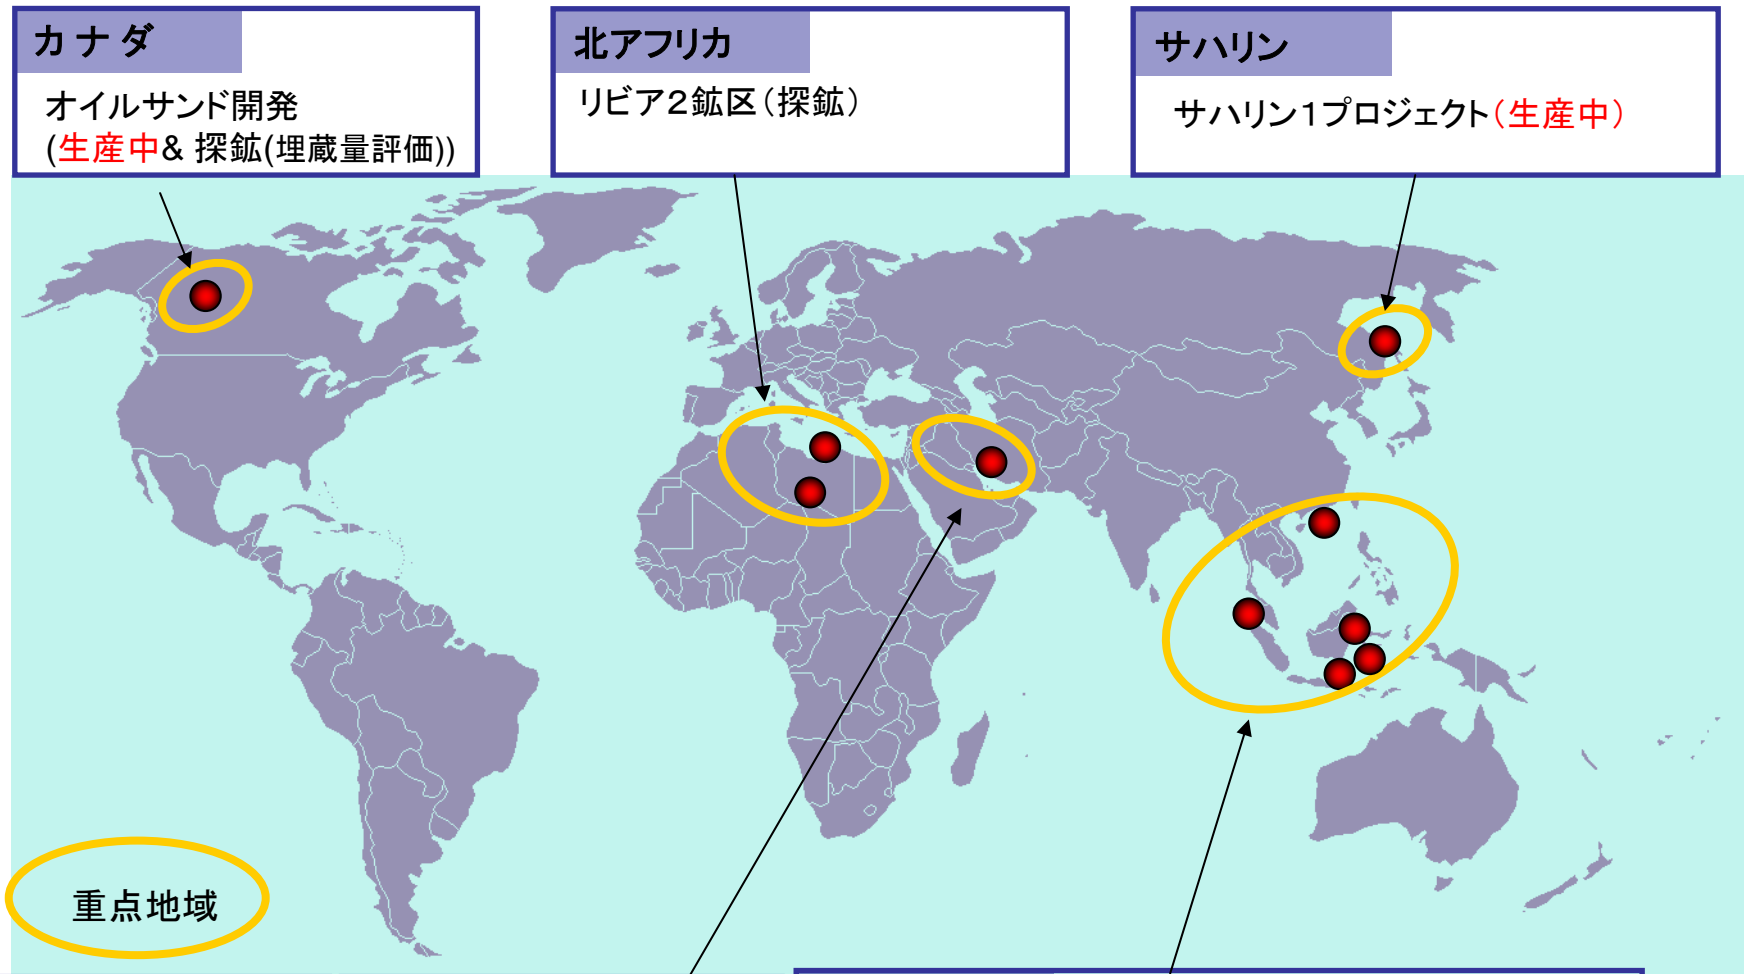 カナダ
オイルサンド開発
(生産中& 探鉱(埋蔵量評価))
北アフリカ
リビア２鉱区（探鉱）
サハリン
サハリン１プロジェクト（生産中）
重点地域